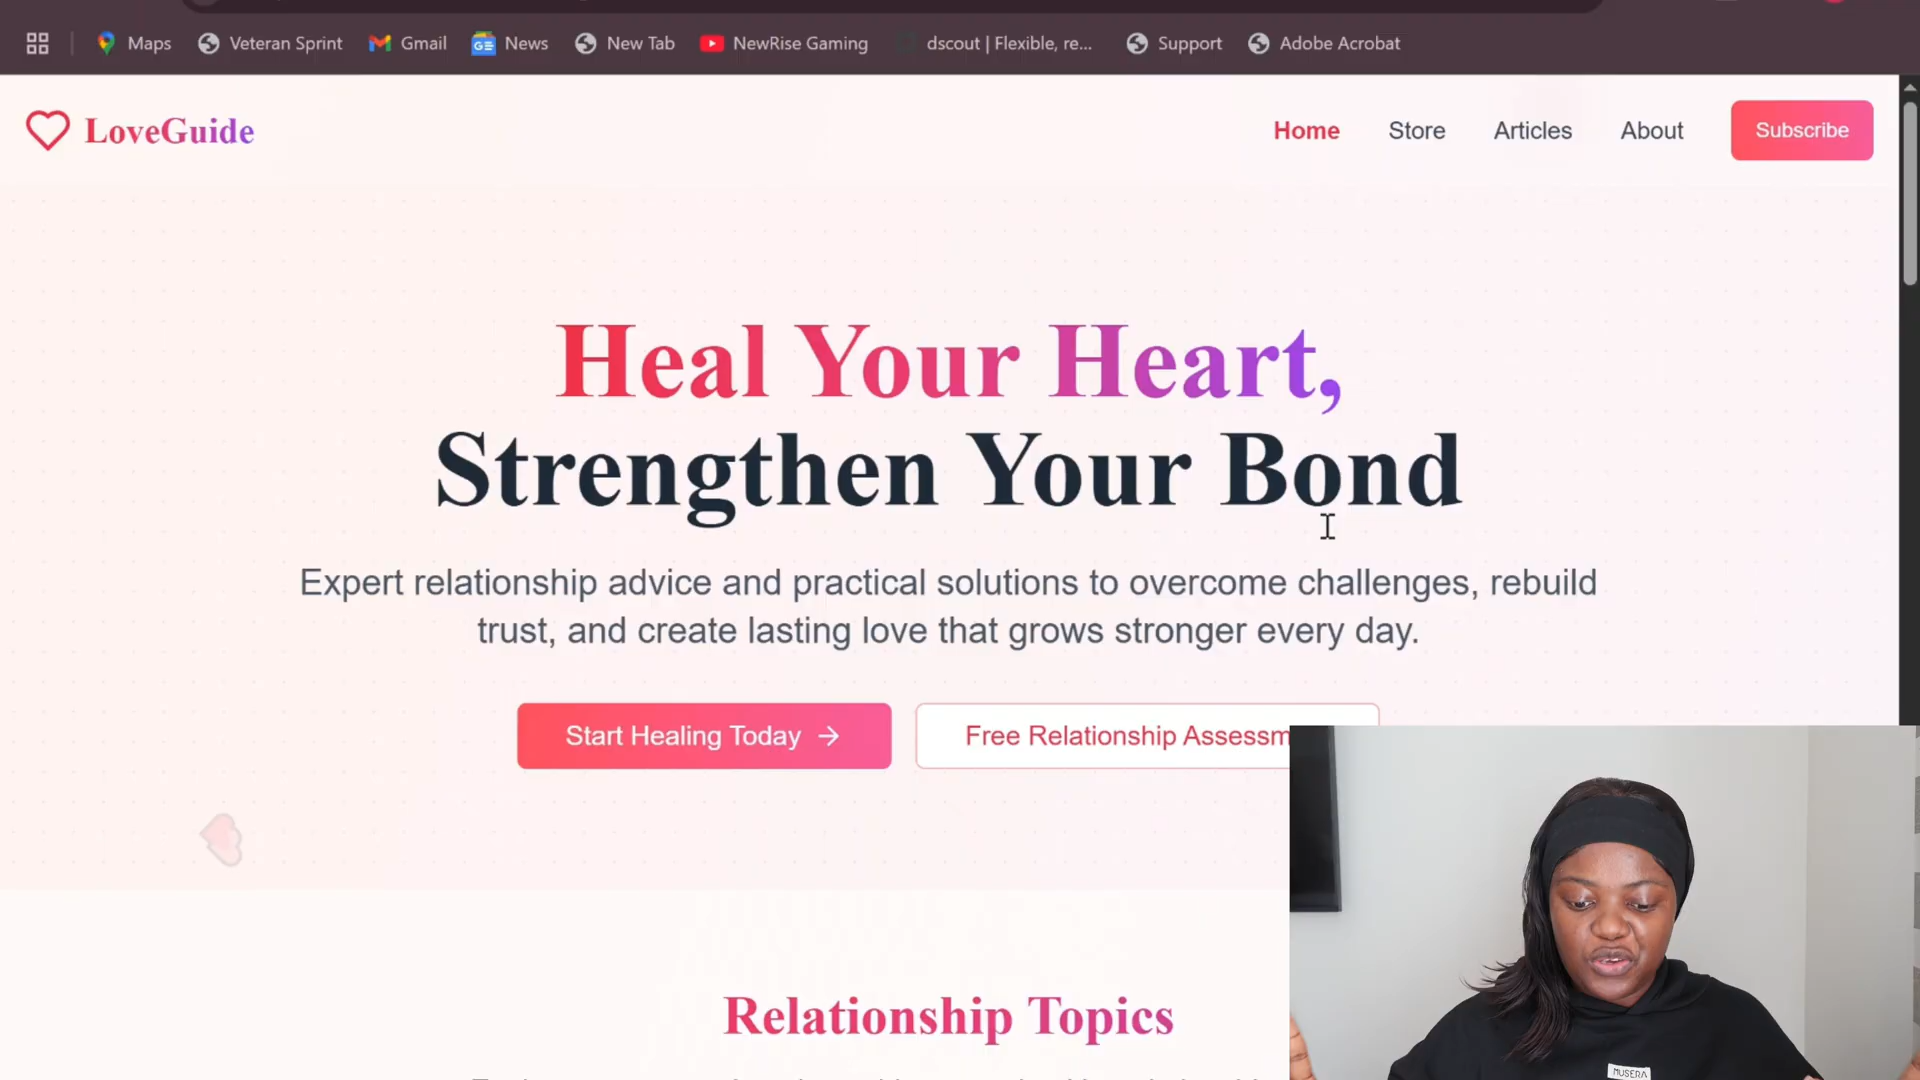 Maps Veteran Sprint Gmail News New Tab NewRise Gaming dscout | Flexible, re... Support Adobe Acrobat
LoveGuide
Home Store Articles About Subscribe
Heal Your Heart,
Strengthen Your Bond
Expert relationship advice and practical solutions to overcome challenges, rebuild
trust, and create lasting love that grows stronger every day.
Start Healing Today → Free Relationship Assessm
Relationship Topics
MUSERA